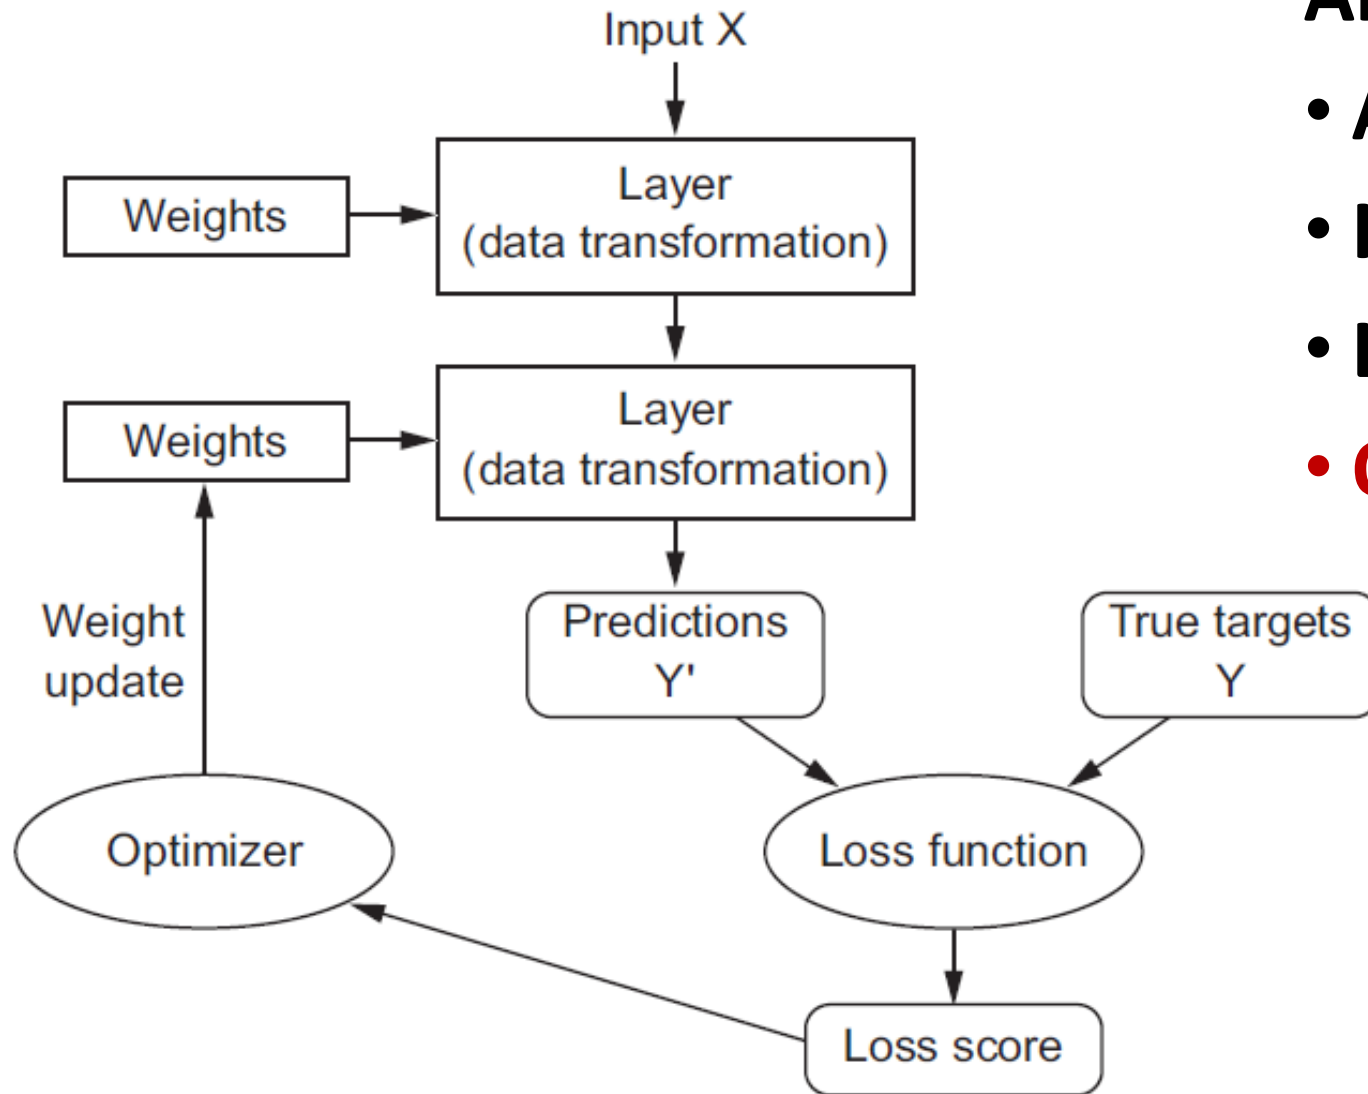 Input X
Weights
Layer
(data transformation)
Weights
Layer
(data transformation)
Weight
update
Predictions
Y'
True targets
Y
Optimizer
Loss function
Loss score